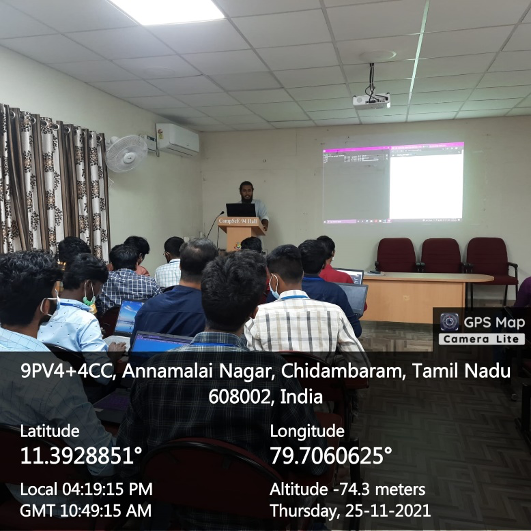 GPS Map
Camera Lite
9PV4+4CC, Annamalai Nagar, Chidambaram, Tamil Nadu
608002, India
Latitude
11.3928851°
Longitude
79.7060625°
Local 04:19:15 PM
GMT 10:49:15 AM
Altitude -74.3 meters
Thursday, 25-11-2021